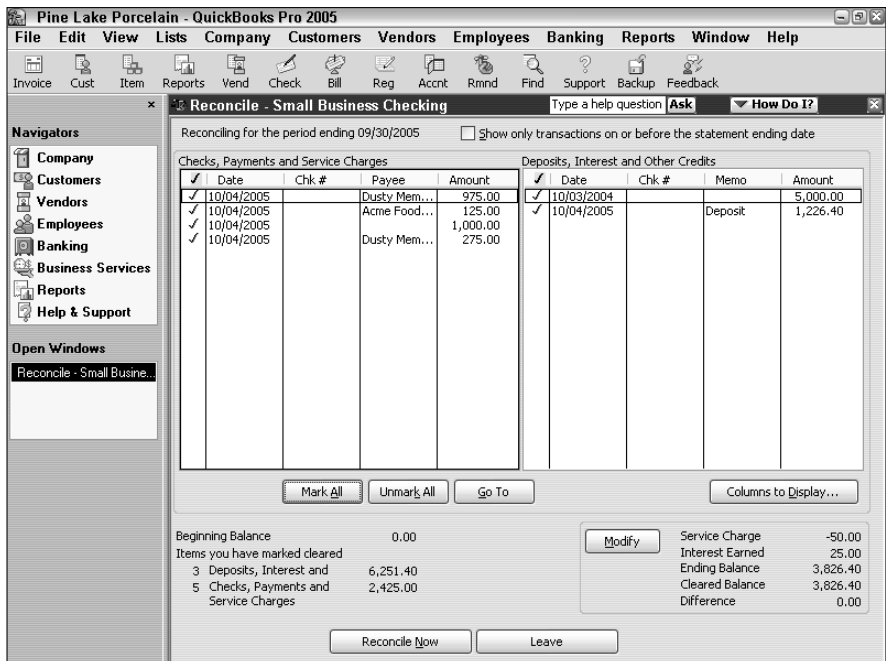 Pine Lake Porcelain - QuickBooks Pro 2005
File Edit View Lists Company Customers Vendors Employees Banking Reports Window Help
Invoice Cust Item Reports Vend Check Bill Reg Accnt Rmnd Find Support Backup Feedback
Reconcile - Small Business Checking Type a help question Ask How Do I?
Navigators
Company
Customers
Vendors
Employees
Banking
Business Services
Reports
Help & Support
Open Windows
Reconcile - Small Busine...
Reconciling for the period ending 09/30/2005 Show only transactions on or before the statement ending date
Checks, Payments and Service Charges
Date Chk # Payee Amount
10/04/2005 Dusty Mem... 975.00
10/04/2005 Acme Food... 125.00
10/04/2005 1,000.00
10/04/2005 Dusty Mem... 275.00
Deposits, Interest and Other Credits
Date Chk # Memo Amount
10/03/2004 5,000.00
10/04/2005 Deposit 1,226.40
Mark All Unmark All Go To Columns to Display...
Beginning Balance 0.00
Items you have marked cleared
3 Deposits, Interest and 6,251.40
5 Checks, Payments and 2,425.00
Service Charges
Modify
Service Charge -50.00
Interest Earned 25.00
Ending Balance 3,826.40
Cleared Balance 3,826.40
Difference 0.00
Reconcile Now Leave